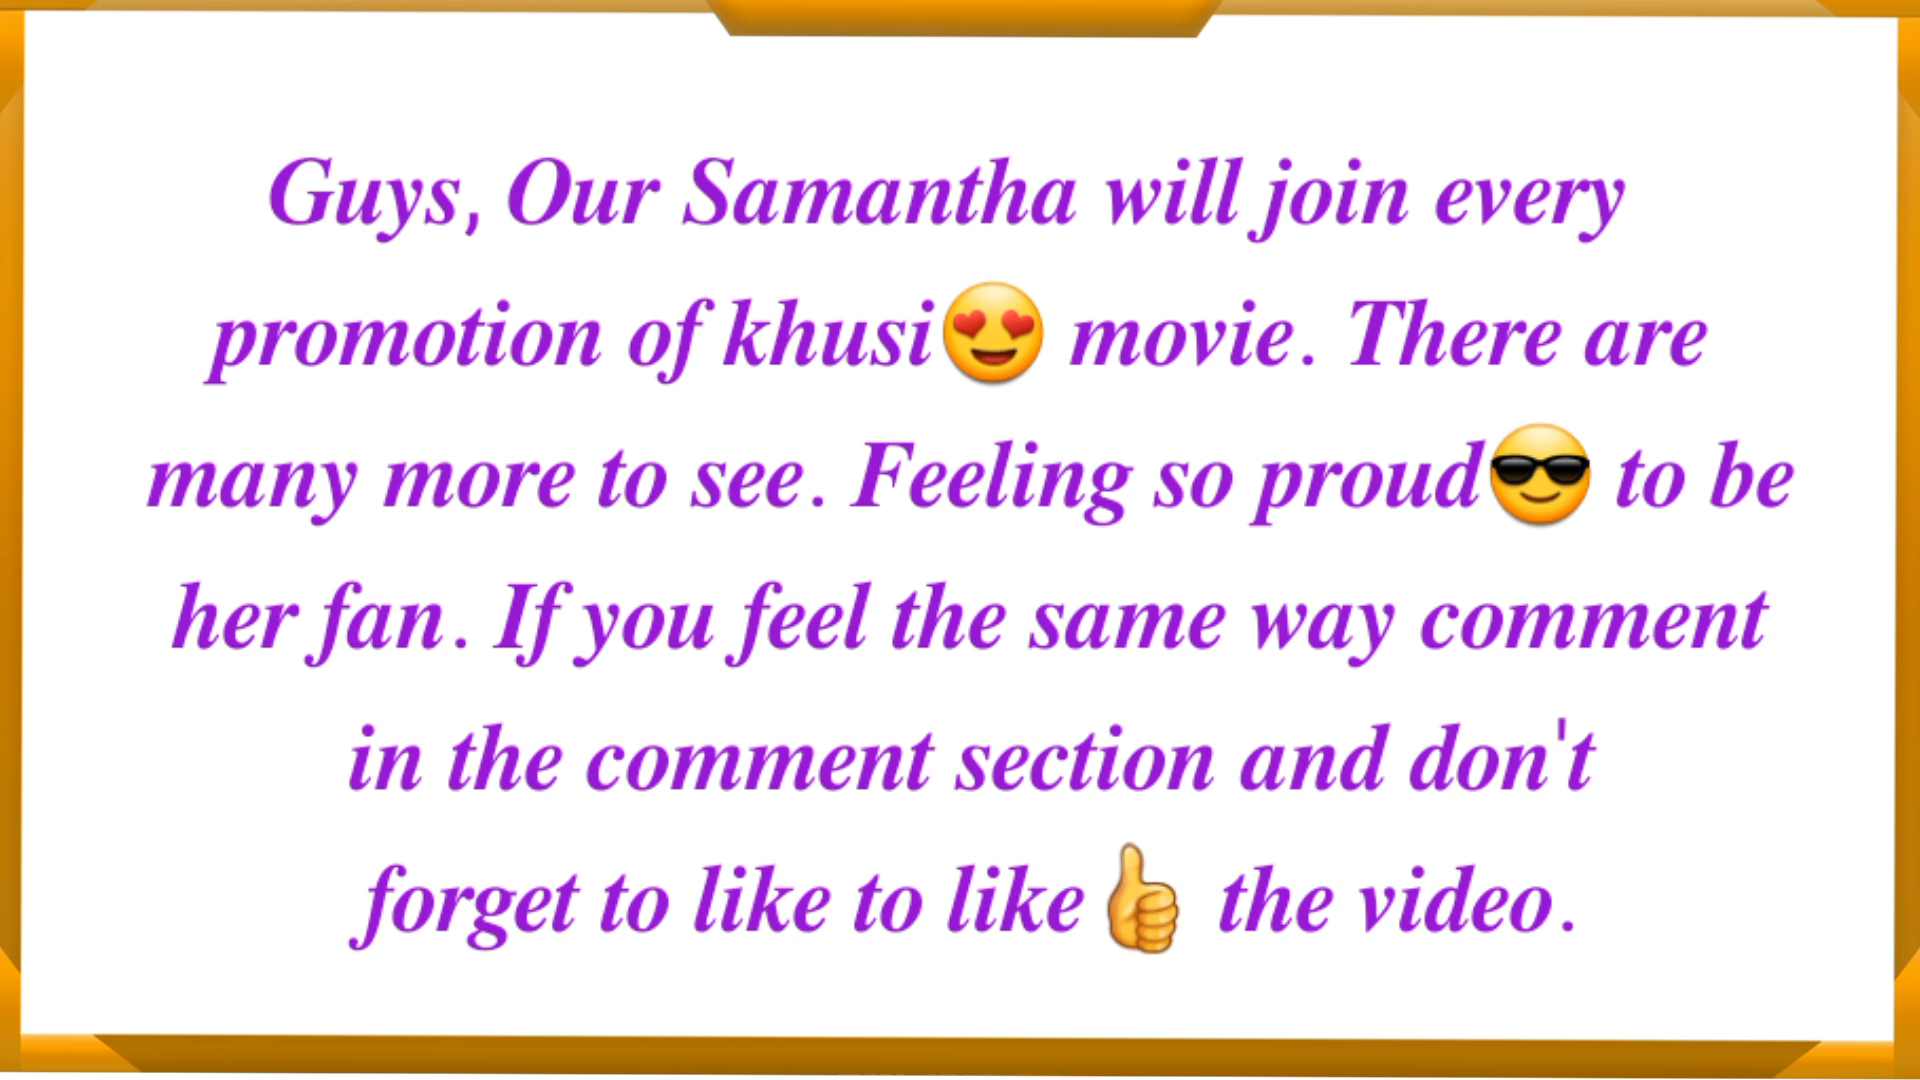 Guys, Our Samantha will join every
promotion of khusi😍 movie. There are
many more to see. Feeling so proud😎 to be
her fan. If you feel the same way comment
in the comment section and don't
forget to like to like👍 the video.